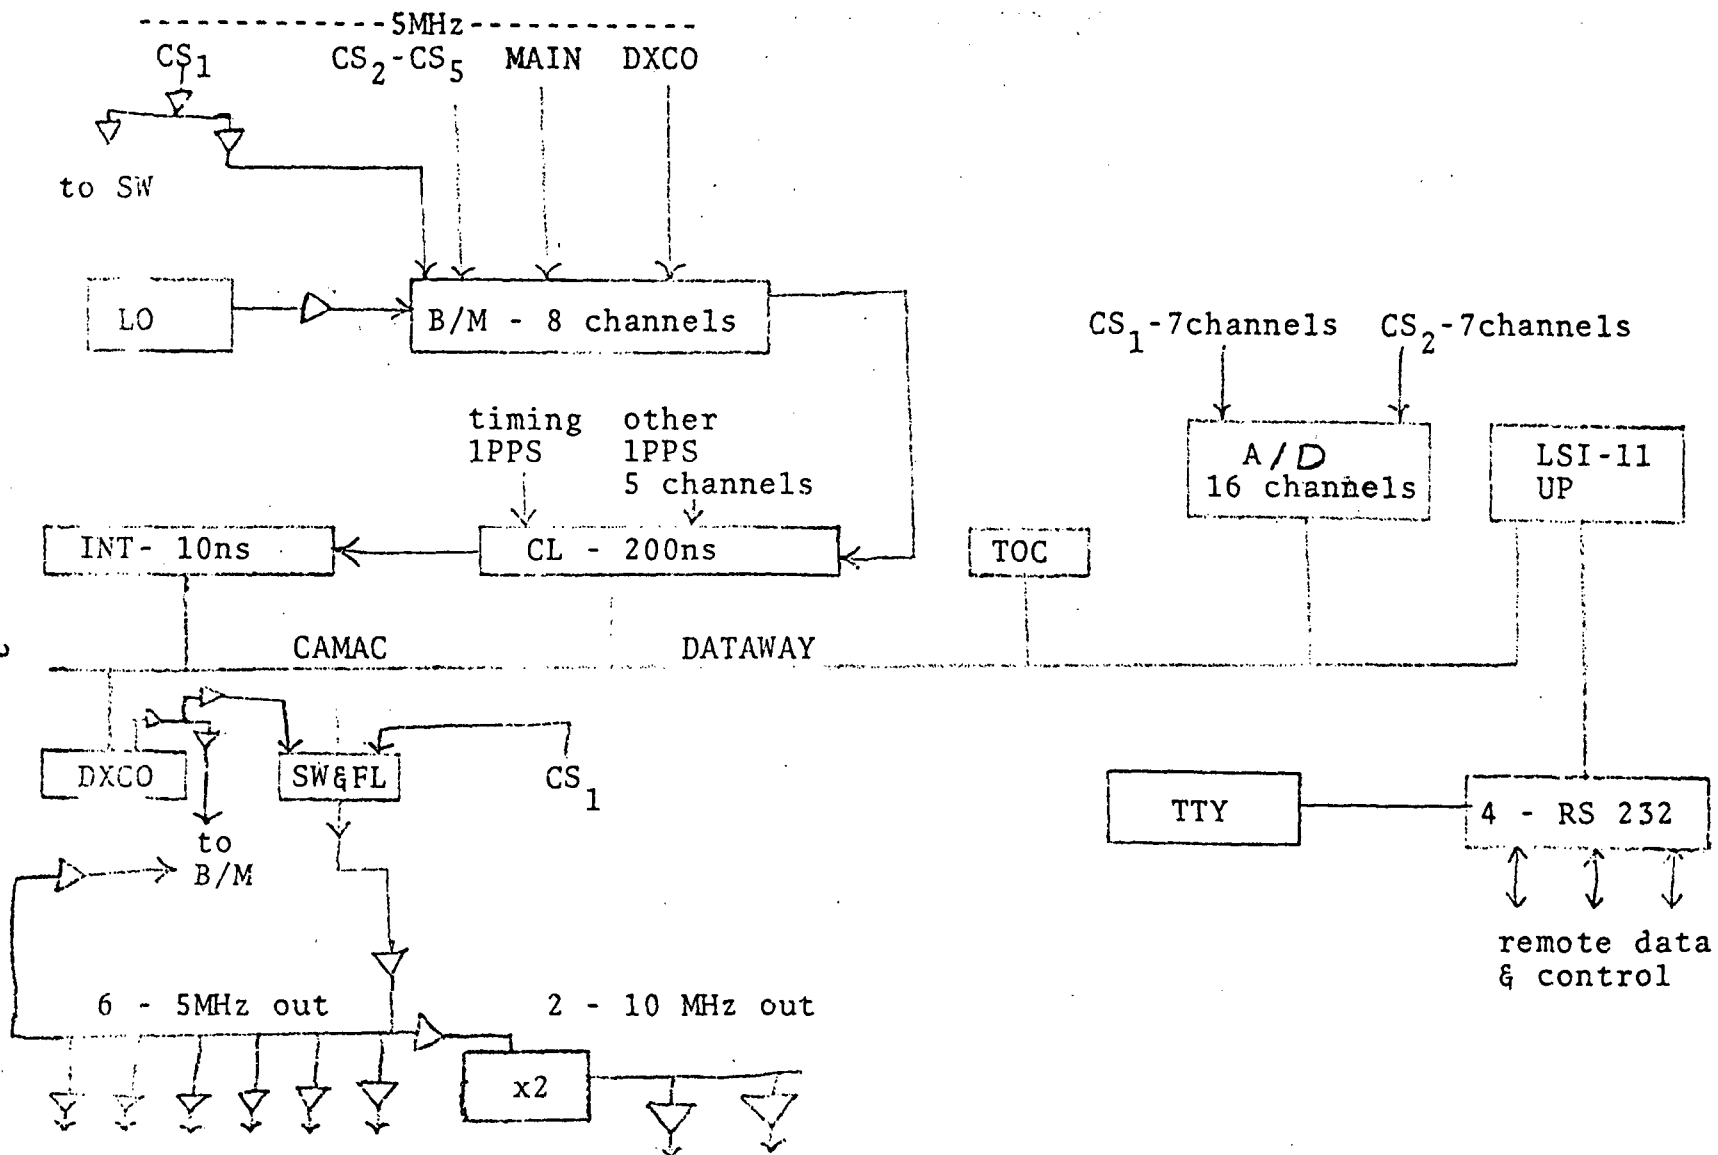 5MHz
CS1 CS2-CS5 MAIN DXCO
to SW
LO
B/M - 8 channels
CS1-7channels CS2-7channels
timing other
1PPS 1PPS
5 channels
A/D
16 channels
LSI-11
UP
INT- 10ns
CL - 200ns
TOC
CAMAC DATAWAY
DXCO
SW&FL
CS1
TTY
4 - RS 232
to
B/M
remote data
& control
6 - 5MHz out
2 - 10 MHz out
x2